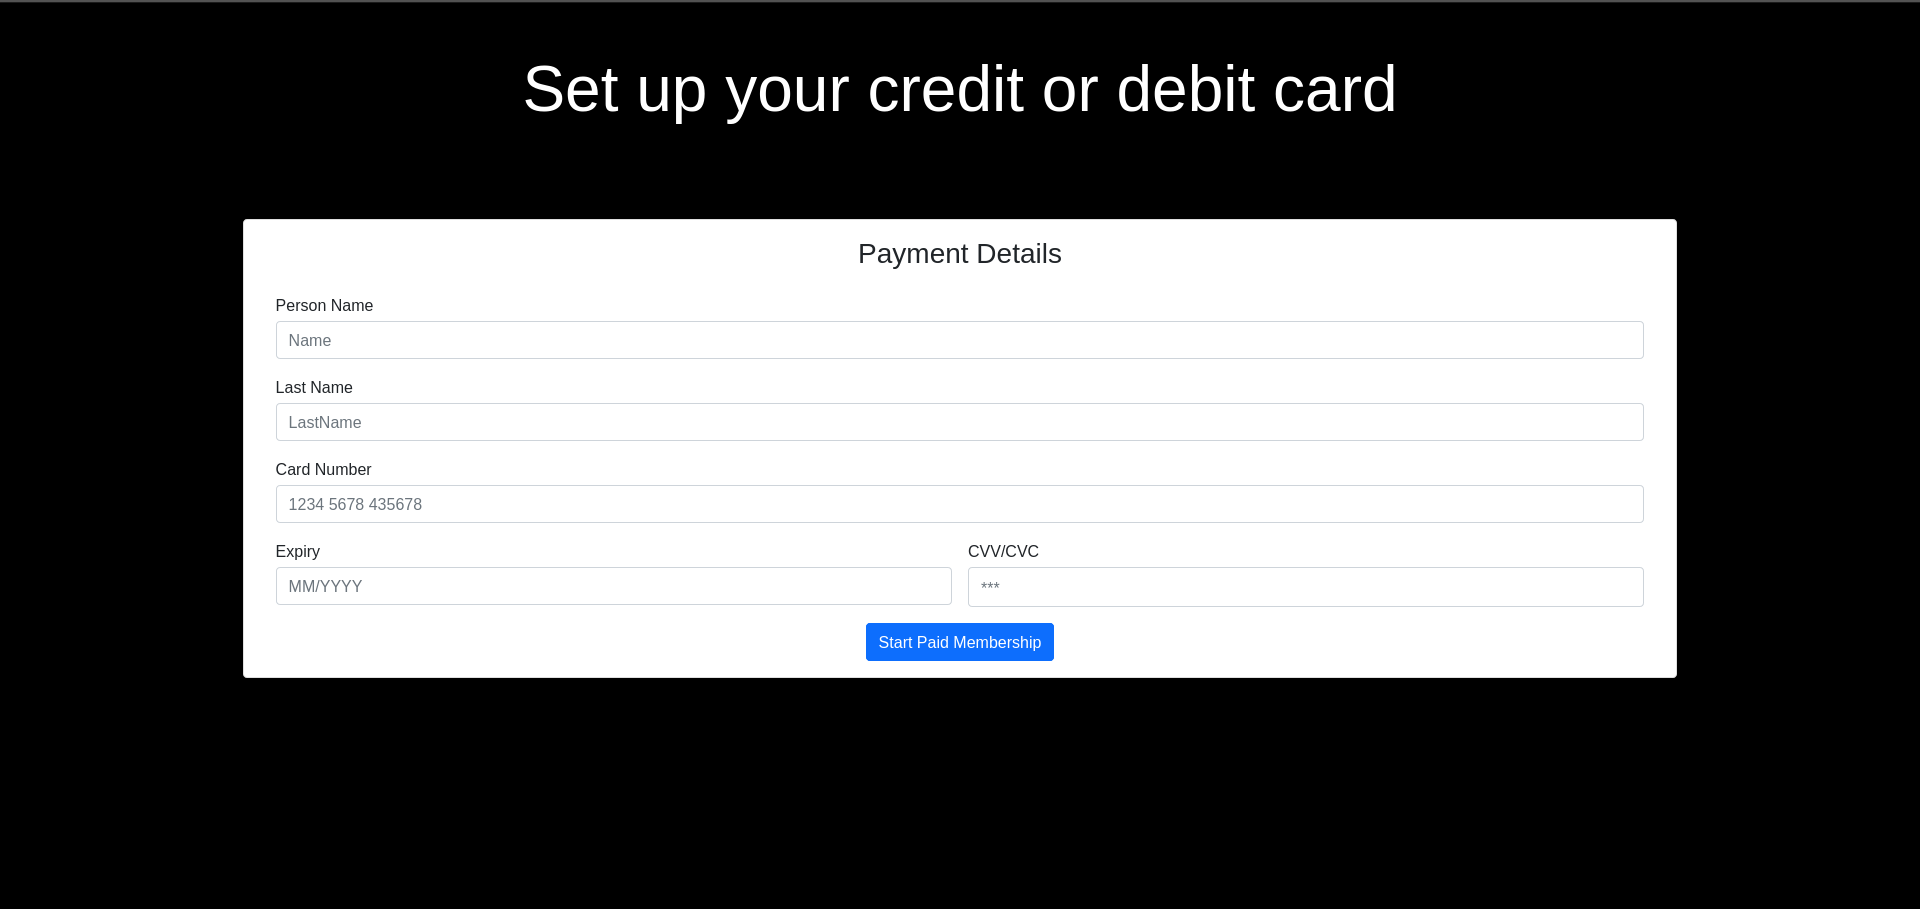 Set up your credit or debit card
Payment Details
Person Name
Name
Last Name
LastName
Card Number
1234 5678 435678
Expiry
CVV/CVC
MM/YYYY
***
Start Paid Membership